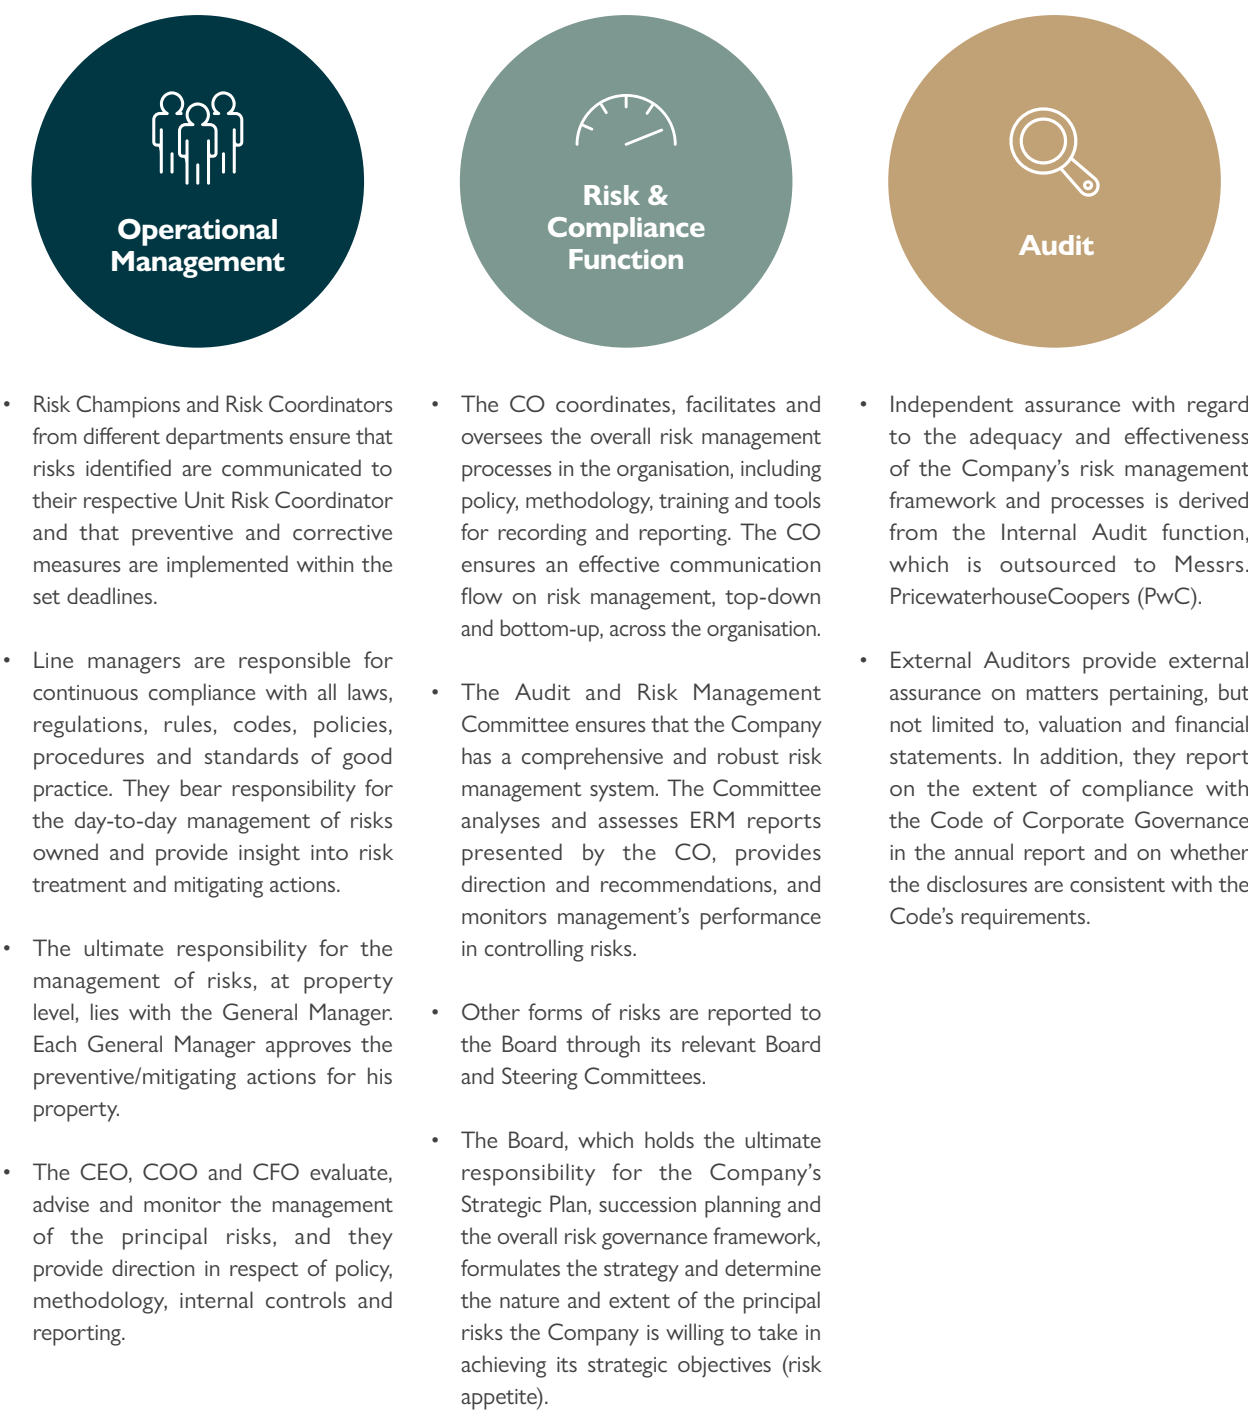 Operational
Management
• Risk Champions and Risk Coordinators
from different departments ensure that
risks identified are communicated to
their respective Unit Risk Coordinator
and that preventive and corrective
measures are implemented within the
set deadlines.
• Line managers are responsible for
continuous compliance with all laws,
regulations, rules, codes, policies,
procedures and standards of good
practice. They bear responsibility for
the day-to-day management of risks
owned and provide insight into risk
treatment and mitigating actions.
• The ultimate responsibility for the
management of risks, at property
level, lies with the General Manager.
Each General Manager approves the
preventive/mitigating actions for his
property.
• The CEO, COO and CFO evaluate,
advise and monitor the management
of the principal risks, and they
provide direction in respect of policy,
methodology, internal controls and
reporting.
Risk &
Compliance
Function
• The CO coordinates, facilitates and
oversees the overall risk management
processes in the organisation, including
policy, methodology, training and tools
for recording and reporting. The CO
ensures an effective communication
flow on risk management, top-down
and bottom-up, across the organisation.
• The Audit and Risk Management
Committee ensures that the Company
has a comprehensive and robust risk
management system. The Committee
analyses and assesses ERM reports
presented by the CO, provides
direction and recommendations, and
monitors management’s performance
in controlling risks.
• Other forms of risks are reported to
the Board through its relevant Board
and Steering Committees.
• The Board, which holds the ultimate
responsibility for the Company’s
Strategic Plan, succession planning and
the overall risk governance framework,
formulates the strategy and determine
the nature and extent of the principal
risks the Company is willing to take in
achieving its strategic objectives (risk
appetite).
Audit
• Independent assurance with regard
to the adequacy and effectiveness
of the Company’s risk management
framework and processes is derived
from the Internal Audit function,
which is outsourced to Messrs.
PricewaterhouseCoopers (PwC).
• External Auditors provide external
assurance on matters pertaining, but
not limited to, valuation and financial
statements. In addition, they report
on the extent of compliance with
the Code of Corporate Governance
in the annual report and on whether
the disclosures are consistent with the
Code’s requirements.